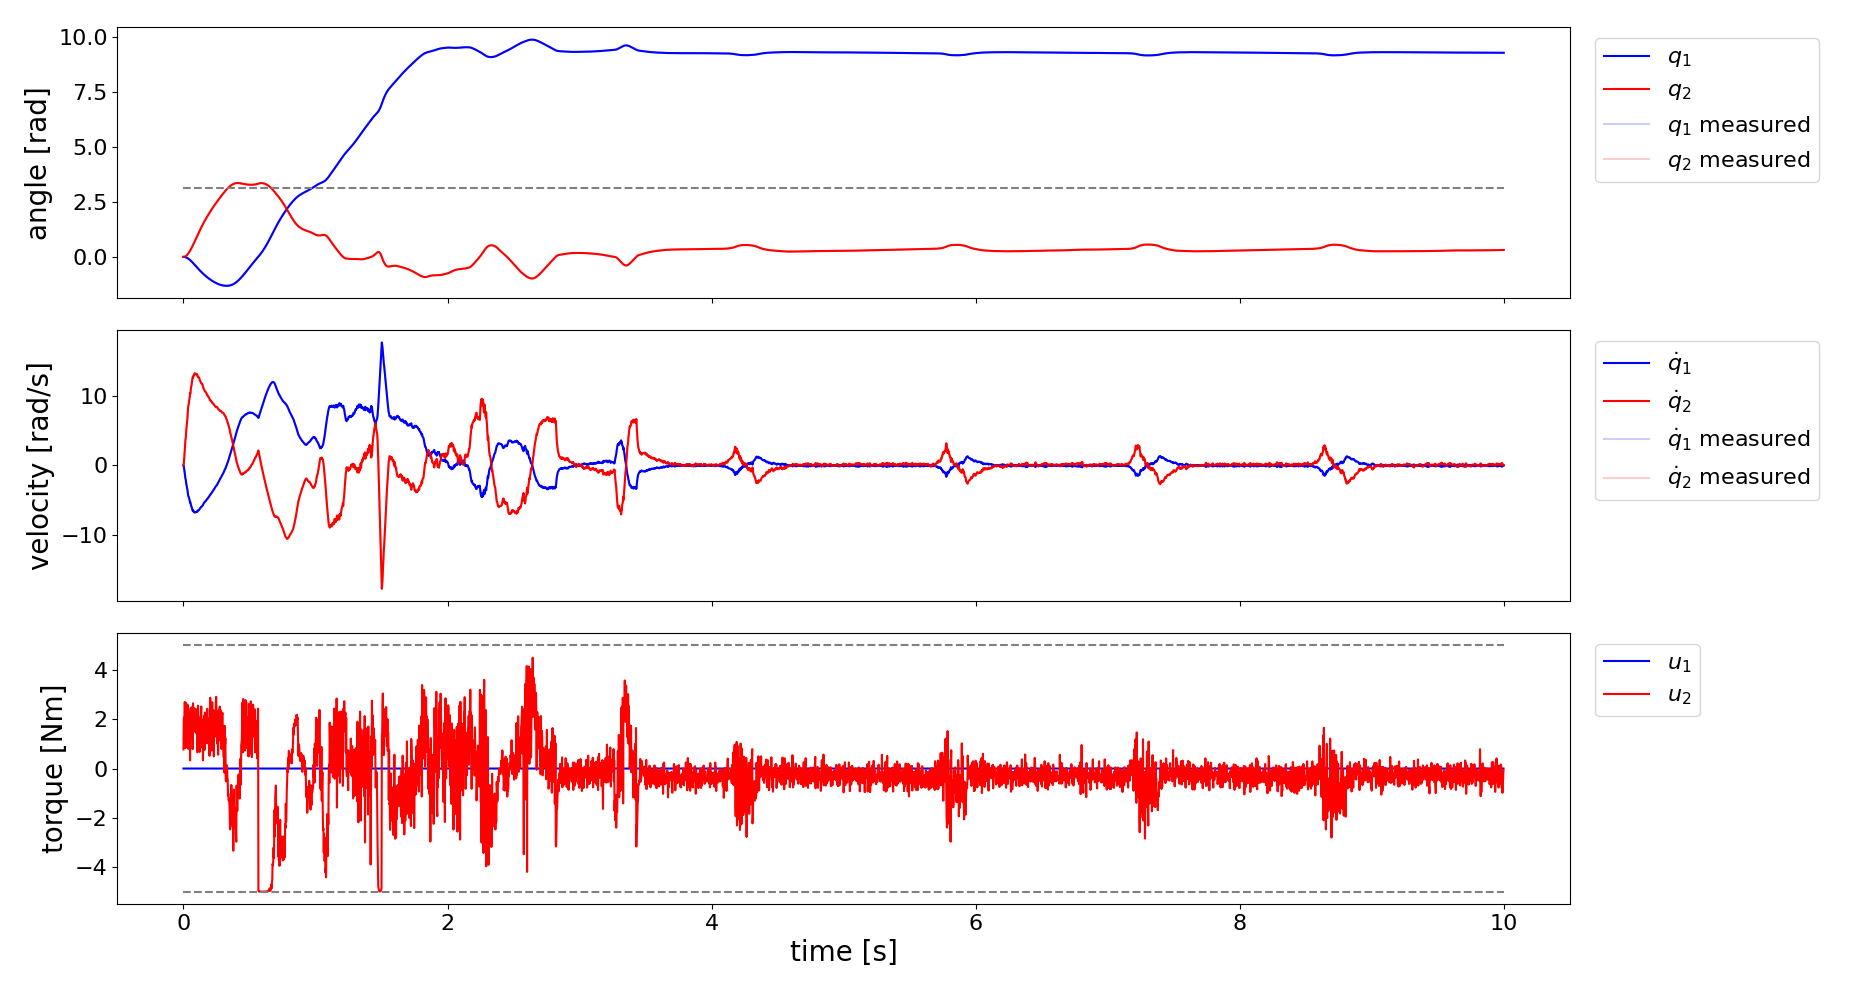 angle [rad]
10.0
7.5
5.0
2.5
0.0
q₁
q₂
q₁ measured
q₂ measured
velocity [rad/s]
10
0
−10
q̇₁
q̇₂
q̇₁ measured
q̇₂ measured
torque [Nm]
4
2
0
−2
−4
u₁
u₂
0 2 4 6 8 10
time [s]